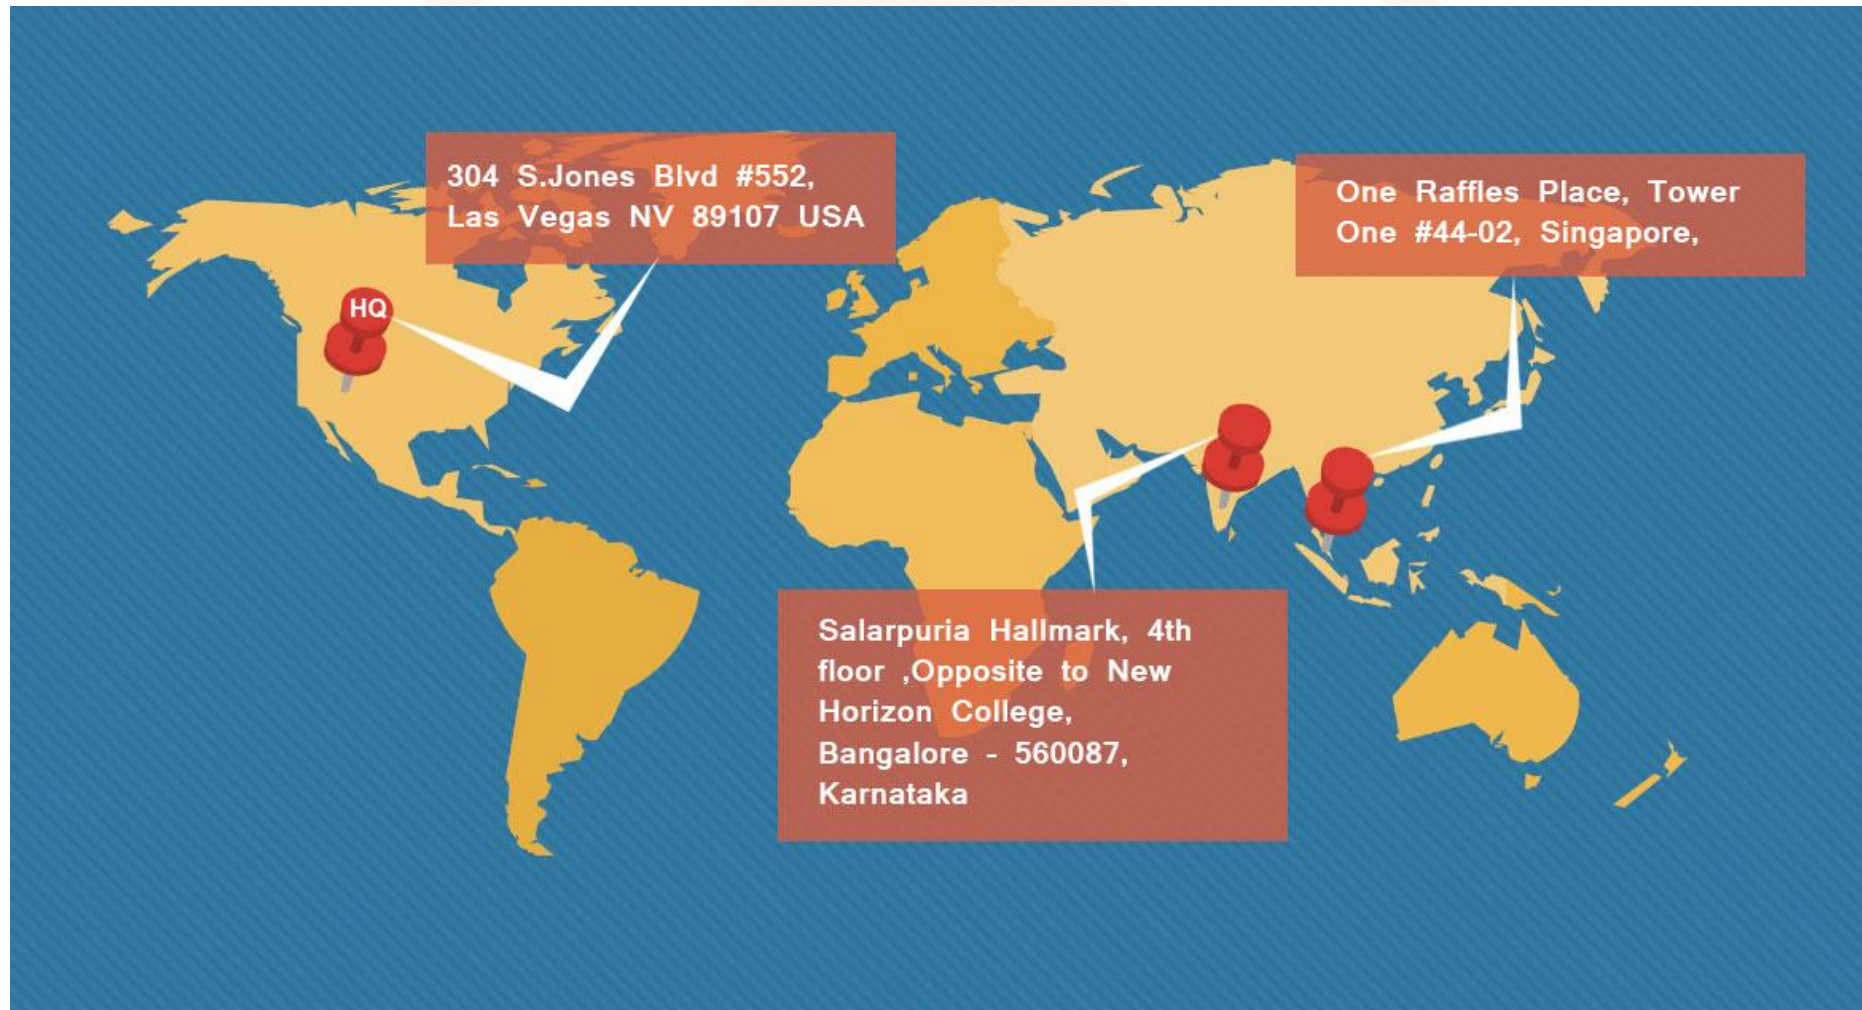 304 S.Jones Blvd #552,
Las Vegas NV 89107 USA
One Raffles Place, Tower
One #44-02, Singapore,
HQ
Salarpuria Hallmark, 4th
floor ,Opposite to New
Horizon College,
Bangalore - 560087,
Karnataka